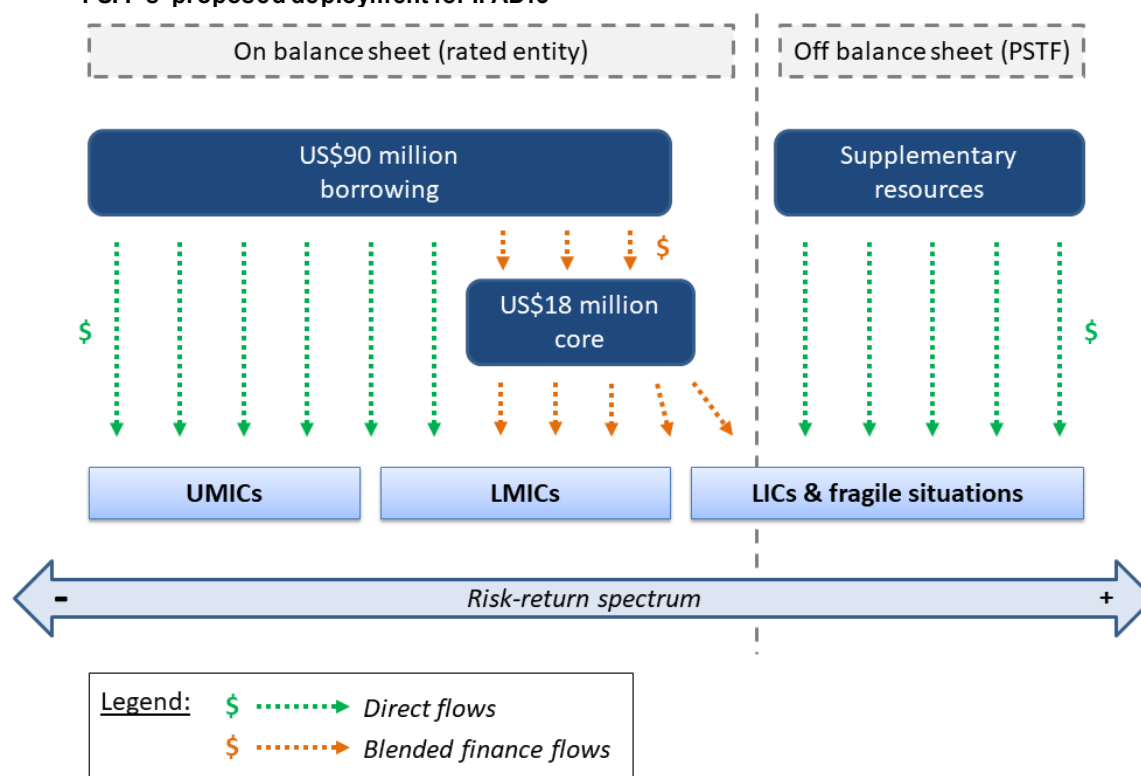 On balance sheet (rated entity)
Off balance sheet (PSTF)
US$90 million
borrowing
Supplementary
resources
$
US$18 million
core
$
$
UMICs
LMICs
LICs & fragile situations
-
Risk-return spectrum
+
Legend:
$
Direct flows
$
Blended finance flows